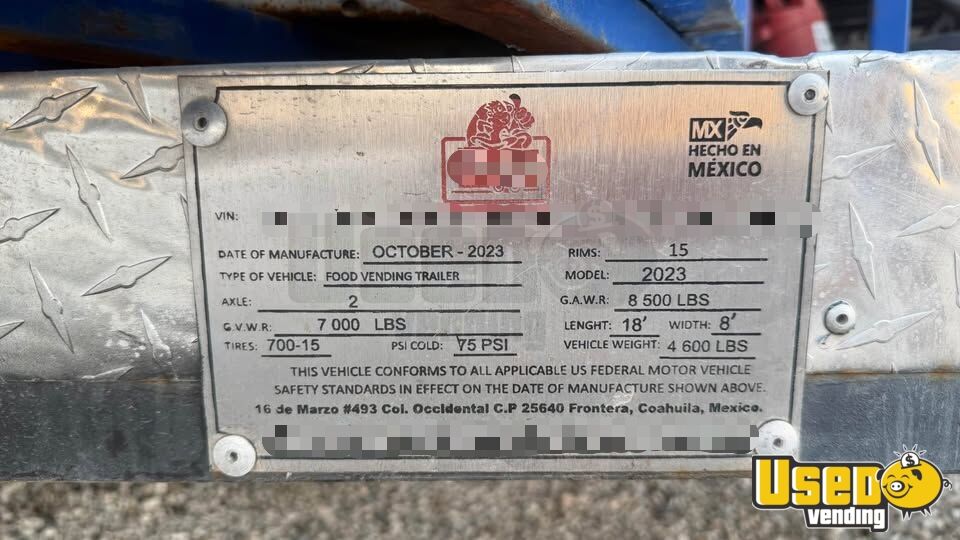 MX
HECHO EN
MÉXICO
VIN:
DATE OF MANUFACTURE: OCTOBER - 2023 RIMS: 15
TYPE OF VEHICLE: FOOD VENDING TRAILER MODEL: 2023
AXLE: 2 G.A.W.R: 8 500 LBS
G.V.W.R: 7 000 LBS LENGHT: 18' WIDTH: 8'
TIRES: 700-15 PSI COLD: 75 PSI VEHICLE WEIGHT: 4 600 LBS
THIS VEHICLE CONFORMS TO ALL APPLICABLE US FEDERAL MOTOR VEHICLE
SAFETY STANDARDS IN EFFECT ON THE DATE OF MANUFACTURE SHOWN ABOVE.
16 de Marzo #493 Col. Occidental C.P 25640 Frontera, Coahuila, Mexico.
USED
vending